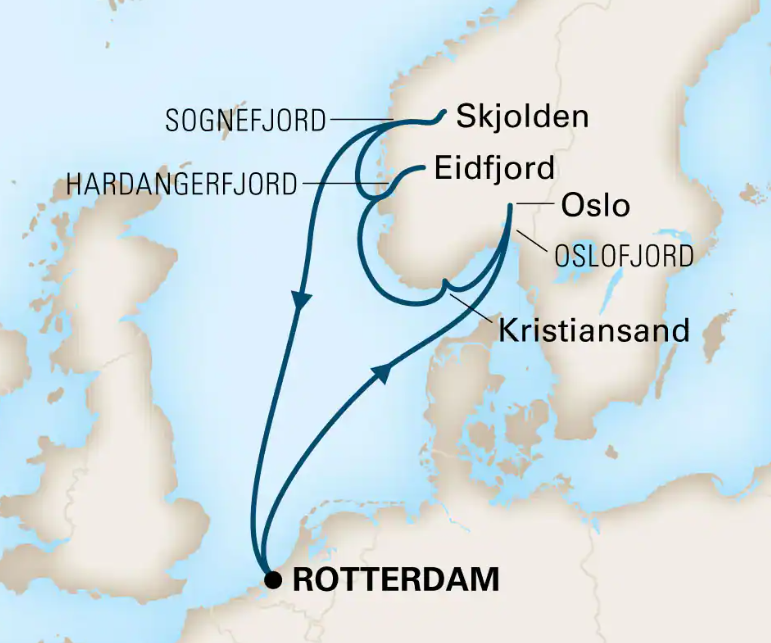 SOGNEFJORD
Skjolden
HARDANGERFJORD
Eidfjord
Oslo
OSLOFJORD
Kristiansand
ROTTERDAM